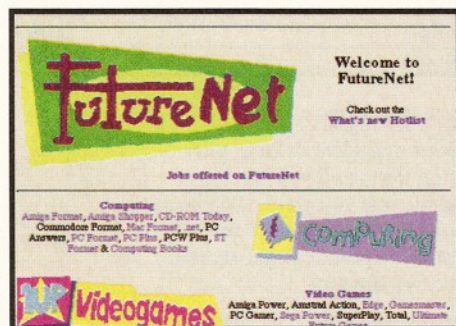 FutureNet
Welcome to
FutureNet!
Check out the
What's new Hotlist
Jobs offered on FutureNet
Computing
Amiga Format, Amiga Shopper, CD-ROM Today,
Commodore Format, Mac Format, .net, PC
Answers, PC Format, PC Plus, PCW Plus, ST
Format & Computing Books
computing
Videogames
Video Games
Amiga Power, Amstrad Action, Edge, Gamesmaster,
PC Gamer, Sega Power, SuperPlay, Total, Ultimate
Future Games